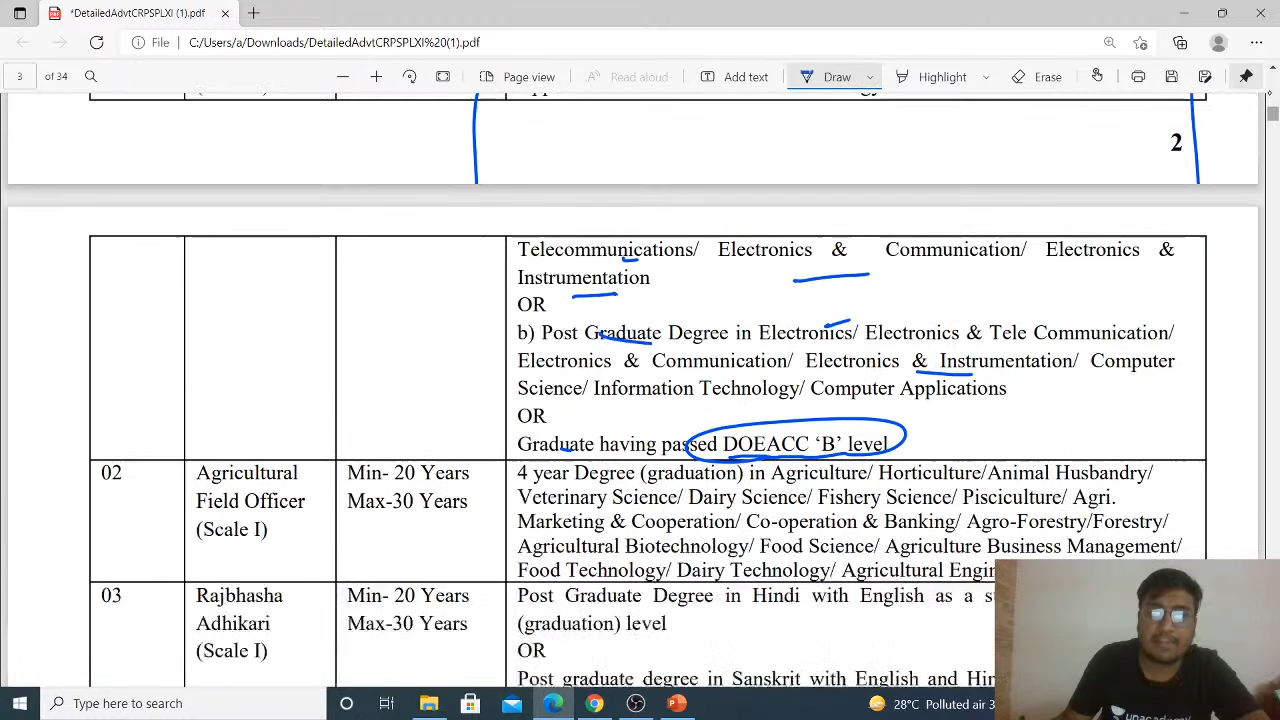 *DetailedAdvtCRPSPLXI (1).pdf
File C:/Users/a/Downloads/DetailedAdvtCRPSPLXI%20(1).pdf
3 of 34 Page view Read aloud Add text Draw Highlight Erase
2
Telecommunications/ Electronics & Communication/ Electronics &
Instrumentation
OR
b) Post Graduate Degree in Electronics/ Electronics & Tele Communication/
Electronics & Communication/ Electronics & Instrumentation/ Computer
Science/ Information Technology/ Computer Applications
OR
Graduate having passed DOEACC ‘B’ level
02 Agricultural Min- 20 Years 4 year Degree (graduation) in Agriculture/ Horticulture/Animal Husbandry/
Field Officer Max-30 Years Veterinary Science/ Dairy Science/ Fishery Science/ Pisciculture/ Agri.
(Scale I) Marketing & Cooperation/ Co-operation & Banking/ Agro-Forestry/Forestry/
Agricultural Biotechnology/ Food Science/ Agriculture Business Management/
Food Technology/ Dairy Technology/ Agricultural
03 Rajbhasha Min- 20 Years Post Graduate Degree in Hindi with English as a
Adhikari Max-30 Years (graduation) level
(Scale I) OR
Post graduate degree in Sanskrit with English and
Type here to search 28°C Polluted air
unacademy